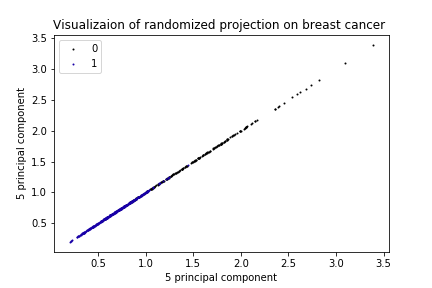 Visualizaion of randomized projection on breast cancer
0
1
3.5
3.0
2.5
2.0
1.5
1.0
0.5
5 principal component
0.5 1.0 1.5 2.0 2.5 3.0 3.5
5 principal component